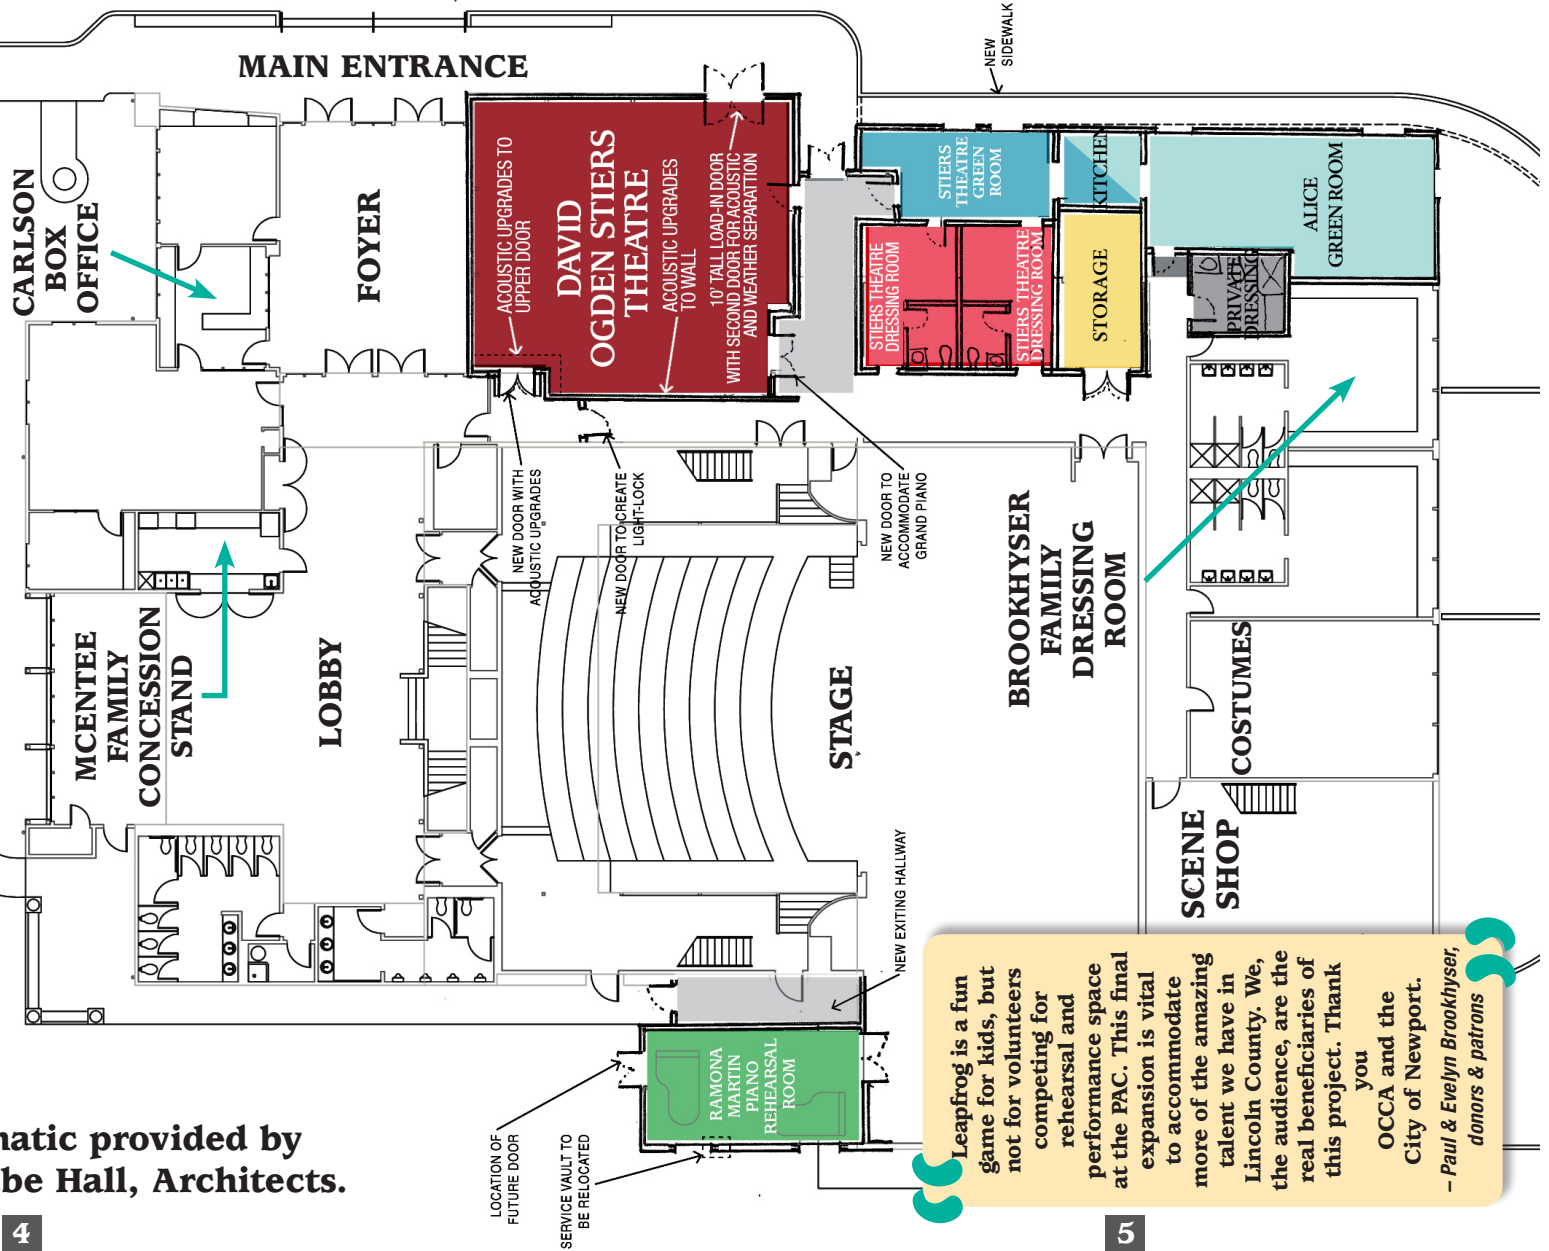 MAIN ENTRANCE
NEW
SIDEWALK
CARLSON
BOX
OFFICE
FOYER
ACOUSTIC UPGRADES TO
UPPER DOOR
DAVID
OGDEN STIERS
THEATRE
ACOUSTIC UPGRADES
TO WALL
10' TALL LOAD-IN DOOR
WITH SECOND DOOR FOR ACOUSTIC
AND WEATHER SEPARATION
STIERS
THEATRE
GREEN
ROOM
KITCHEN
ALICE
GREEN ROOM
STIERS THEATRE
DRESSING ROOM
STIERS THEATRE
DRESSING ROOM
STORAGE
PRIVATE
DRESSING
NEW DOOR WITH
ACOUSTIC UPGRADES
NEW DOOR TO CREATE
LIGHT-LOCK
NEW DOOR TO
ACCOMMODATE
GRAND PIANO
MCENTEE
FAMILY
CONCESSION
STAND
LOBBY
STAGE
BROOKHYSER
FAMILY
DRESSING
ROOM
COSTUMES
SCENE
SHOP
NEW EXITING HALLWAY
RAMONA
MARTIN
PIANO
REHEARSAL
ROOM
LOCATION OF
FUTURE DOOR
SERVICE VAULT TO
BE RELOCATED
Leapfrog is a fun
game for kids, but
not for volunteers
competing for
rehearsal and
performance space
at the PAC. This final
expansion is vital
to accommodate
more of the amazing
talent we have in
Lincoln County. We,
the audience, are the
real beneficiaries of
this project. Thank
you
OCCA and the
City of Newport.
– Paul & Evelyn Brookhyser,
donors & patrons
matic provided by
be Hall, Architects.
4
5